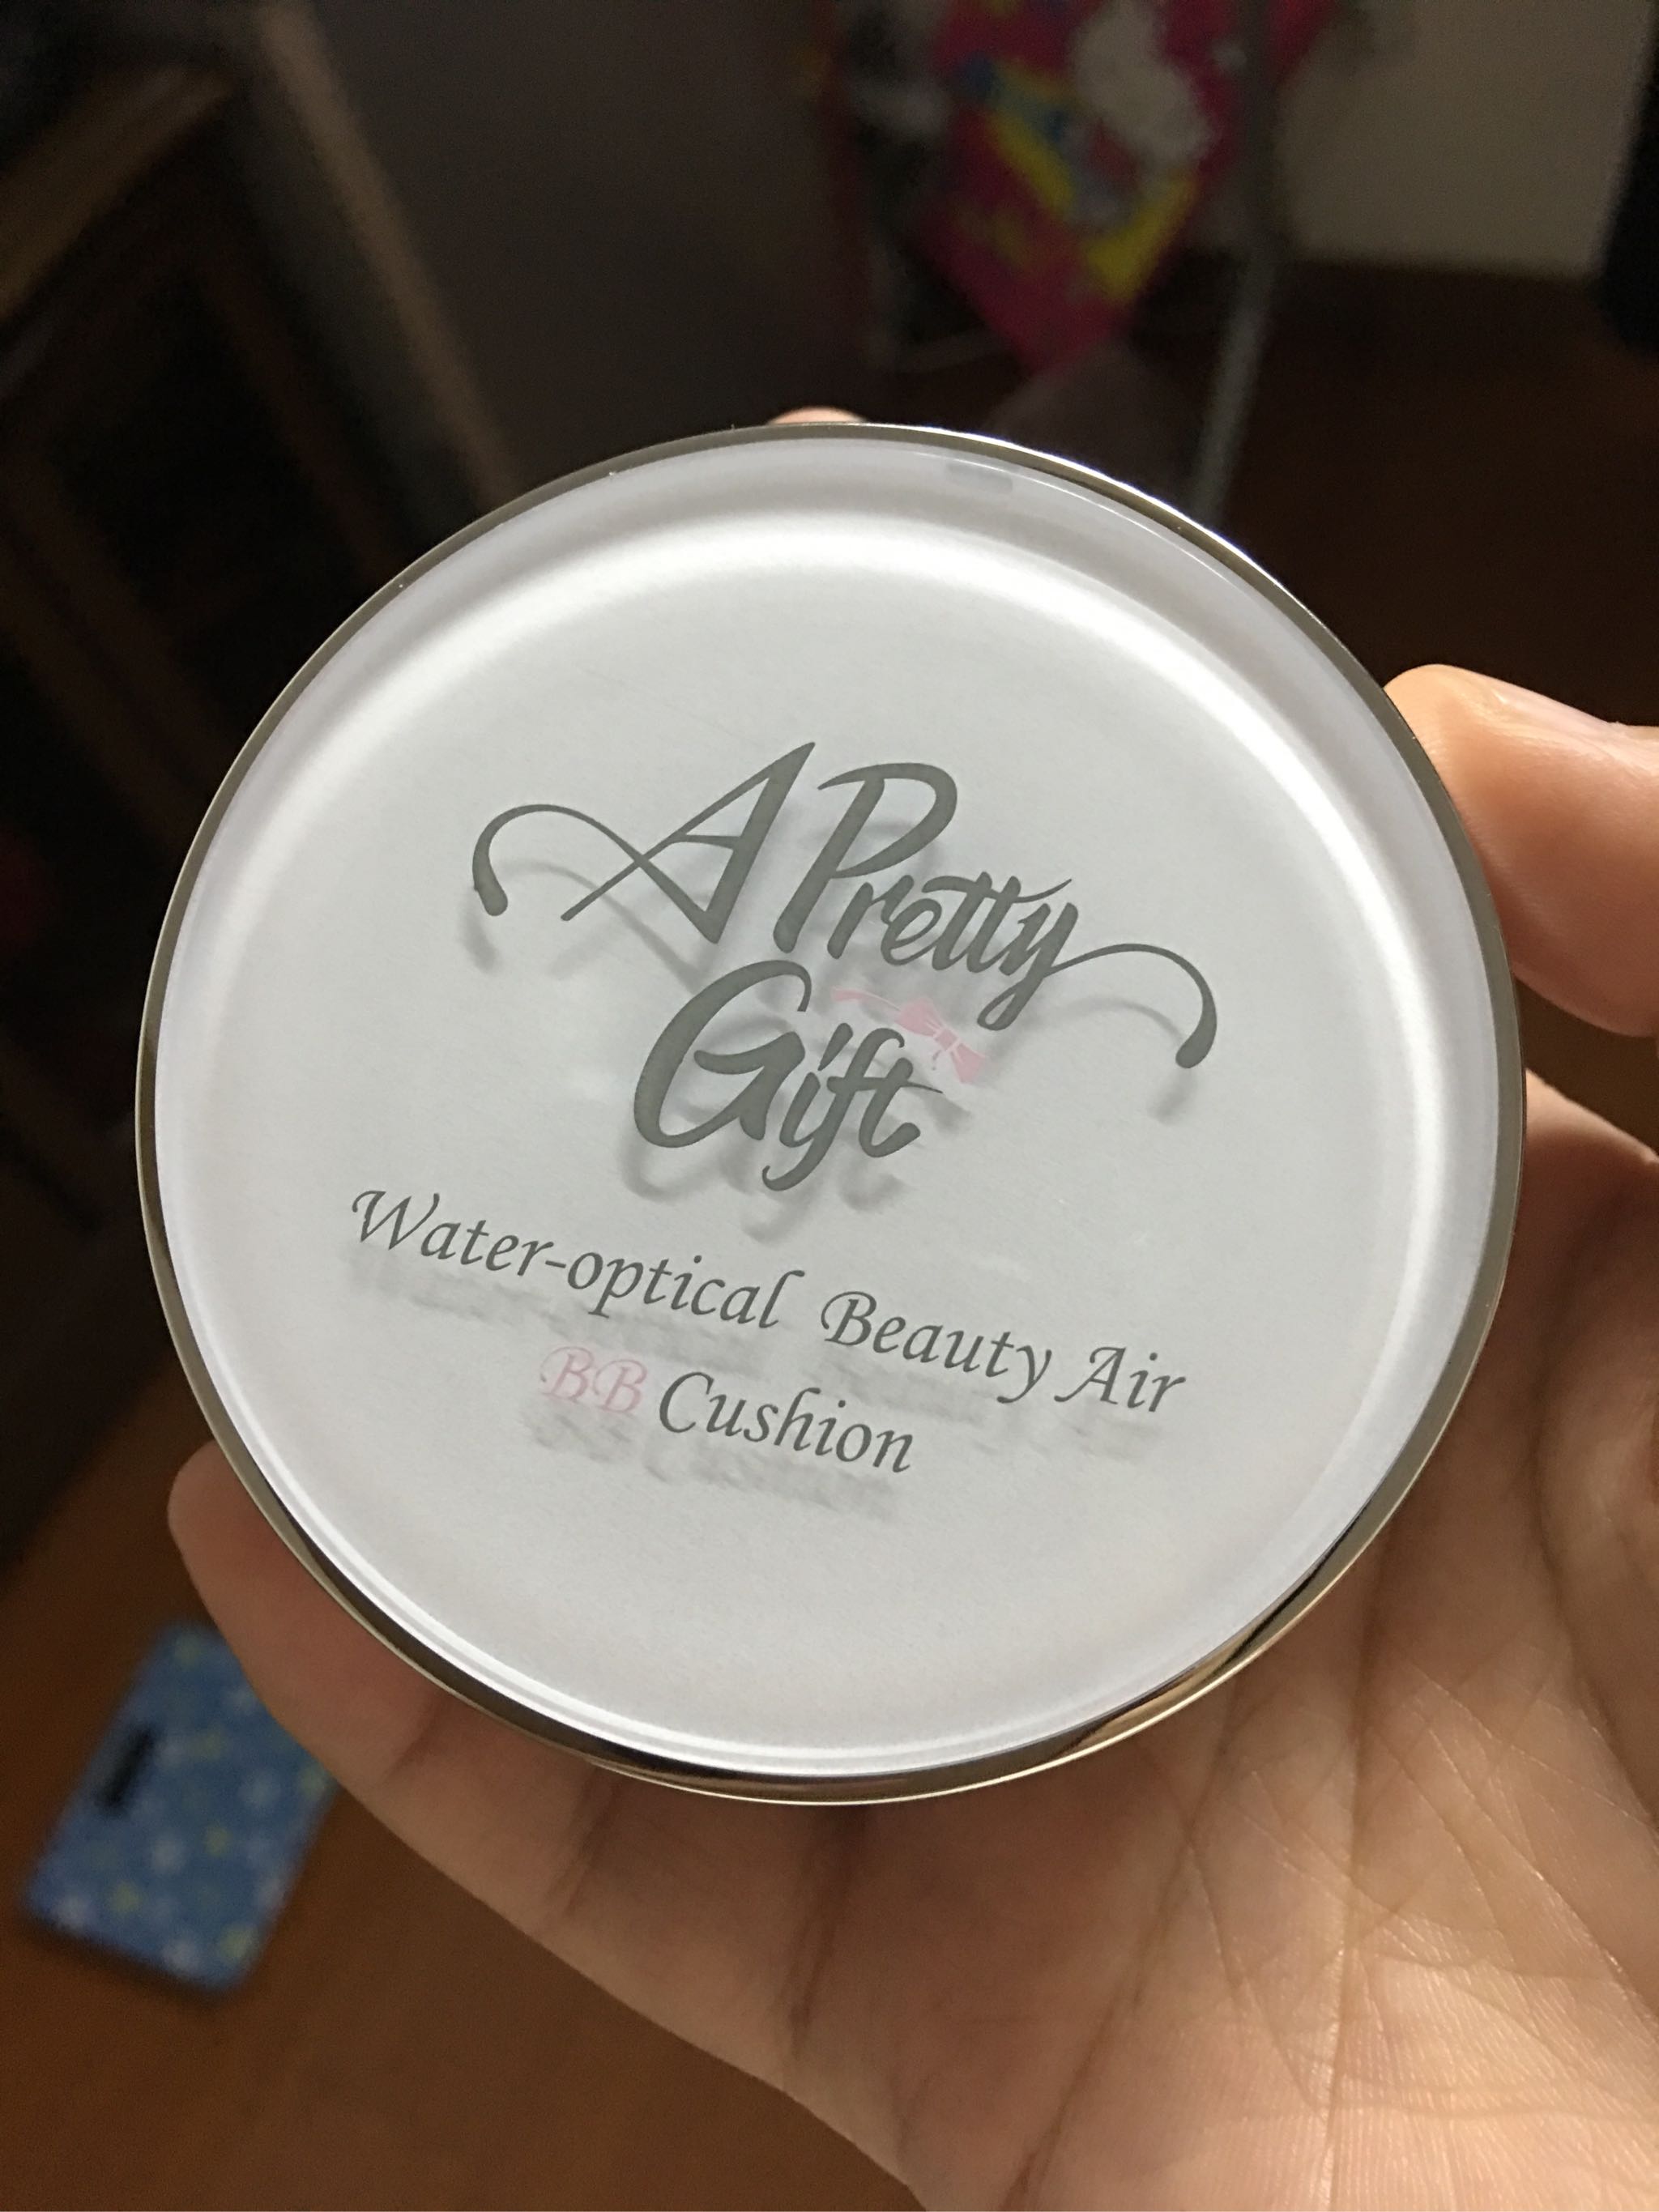 A Pretty
Gift
Water-optical Beauty Air
BB Cushion